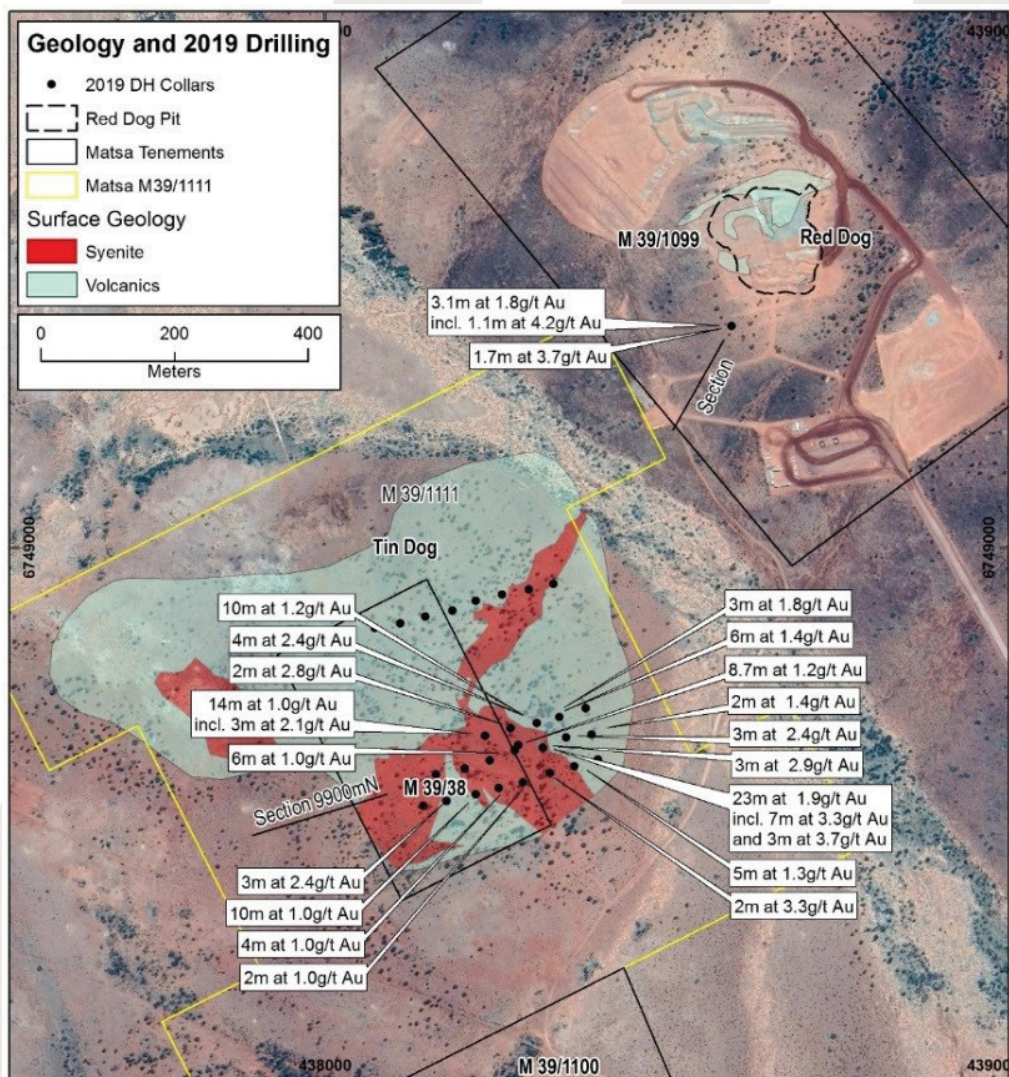 Geology and 2019 Drilling
2019 DH Collars
Red Dog Pit
Matsa Tenements
Matsa M39/1111
Surface Geology
Syenite
Volcanics
0 200 400
Meters
00
43900
M 39/1099
Red Dog
3.1m at 1.8g/t Au
incl. 1.1m at 4.2g/t Au
1.7m at 3.7g/t Au
Section
M 39/1111
Tin Dog
6749000
6749000
10m at 1.2g/t Au
4m at 2.4g/t Au
2m at 2.8g/t Au
14m at 1.0g/t Au
incl. 3m at 2.1g/t Au
6m at 1.0g/t Au
3m at 1.8g/t Au
6m at 1.4g/t Au
8.7m at 1.2g/t Au
2m at 1.4g/t Au
3m at 2.4g/t Au
3m at 2.9g/t Au
23m at 1.9g/t Au
incl. 7m at 3.3g/t Au
and 3m at 3.7g/t Au
5m at 1.3g/t Au
2m at 3.3g/t Au
M 39/38
Section 9900mN
3m at 2.4g/t Au
10m at 1.0g/t Au
4m at 1.0g/t Au
2m at 1.0g/t Au
438000
M 39/1100
43900